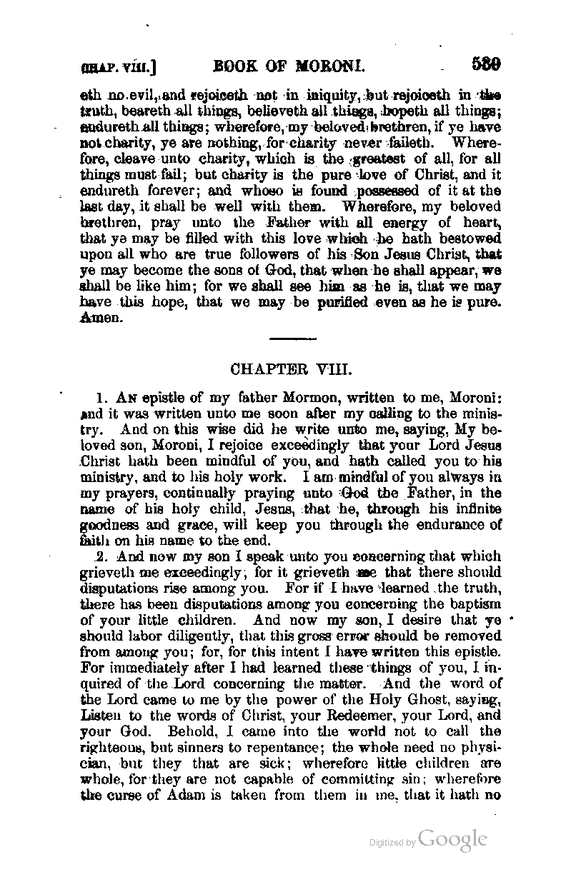 CHAP. VIII.] BOOK OF MORONI. 539
eth no evil, and rejoiceth not in iniquity, but rejoiceth in the
truth, beareth all things, believeth all things, hopeth all things;
endureth all things; wherefore, my beloved brethren, if ye have
not charity, ye are nothing, for charity never faileth. Where-
fore, cleave unto charity, which is the greatest of all, for all
things must fail; but charity is the pure love of Christ, and it
endureth forever; and whoso is found possessed of it at the
last day, it shall be well with them. Wherefore, my beloved
brethren, pray unto the Father with all energy of heart,
that ye may be filled with this love which he hath bestowed
upon all who are true followers of his Son Jesus Christ, that
ye may become the sons of God, that when he shall appear, we
shall be like him; for we shall see him as he is, that we may
have this hope, that we may be purified even as he is pure.
Amen.
CHAPTER VIII.
1. AN epistle of my father Mormon, written to me, Moroni:
and it was written unto me soon after my calling to the minis-
try. And on this wise did he write unto me, saying, My be-
loved son, Moroni, I rejoice exceedingly that your Lord Jesus
Christ hath been mindful of you, and hath called you to his
ministry, and to his holy work. I am mindful of you always in
my prayers, continually praying unto God the Father, in the
name of his holy child, Jesus, that he, through his infinite
goodness and grace, will keep you through the endurance of
faith on his name to the end.
2. And now my son I speak unto you concerning that which
grieveth me exceedingly; for it grieveth me that there should
disputations rise among you. For if I have learned the truth,
there has been disputations among you concerning the baptism
of your little children. And now my son, I desire that ye
should labor diligently, that this gross error should be removed
from among you; for, for this intent I have written this epistle.
For immediately after I had learned these things of you, I in-
quired of the Lord concerning the matter. And the word of
the Lord came to me by the power of the Holy Ghost, saying,
Listen to the words of Christ, your Redeemer, your Lord, and
your God. Behold, I came into the world not to call the
righteous, but sinners to repentance; the whole need no physi-
cian, but they that are sick; wherefore little children are
whole, for they are not capable of committing sin; wherefore
the curse of Adam is taken from them in me, that it hath no
Digitized by Google